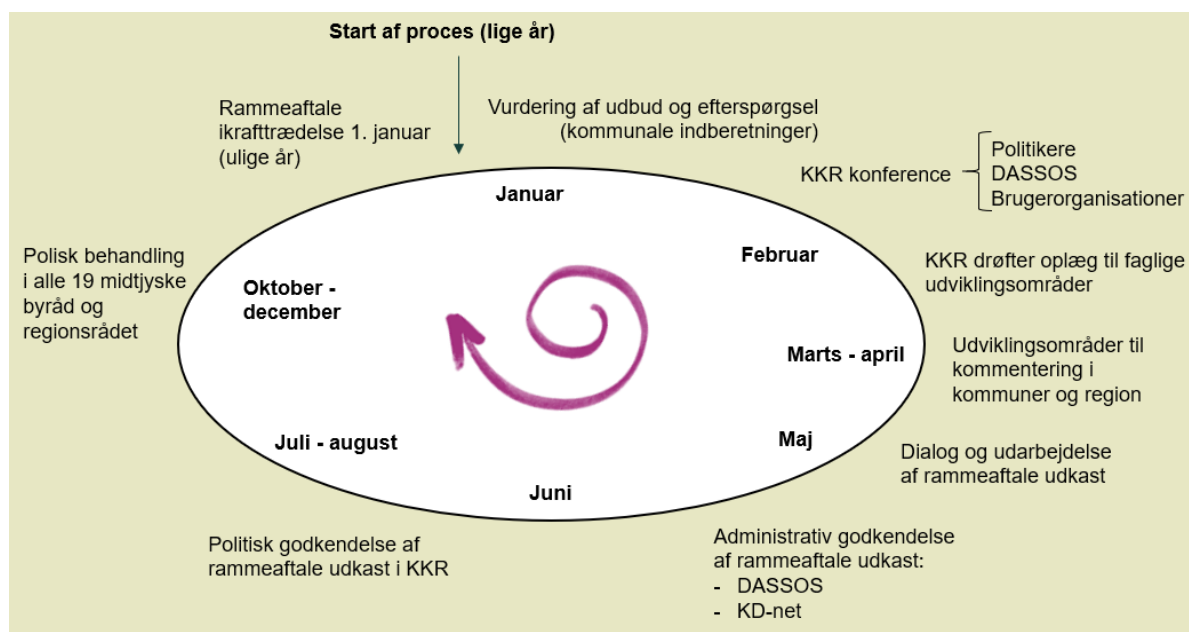 Start af proces (lige år)
Rammeaftale
ikrafttrædelse 1. januar
(ulige år)
Vurdering af udbud og efterspørgsel
(kommunale indberetninger)
KKR konference
Politikere
DASSOS
Brugerorganisationer
Januar
Februar
KKR drøfter oplæg til faglige
udviklingsområder
Marts - april
Udviklingsområder til
kommentering i
kommuner og region
Maj
Dialog og udarbejdelse
af rammeaftale udkast
Juni
Administrativ godkendelse
af rammeaftale udkast:
- DASSOS
- KD-net
Juli - august
Politisk godkendelse af
rammeaftale udkast i KKR
Oktober -
december
Polisk behandling
i alle 19 midtjyske
byråd og
regionsrådet